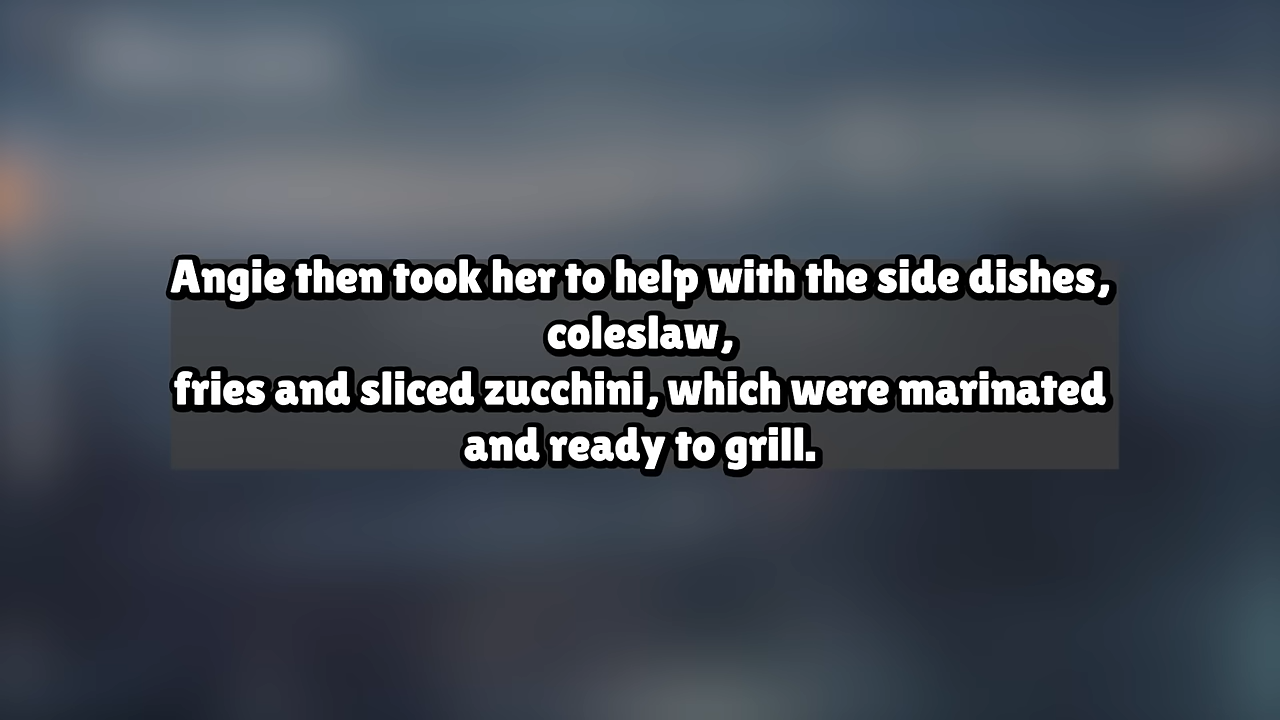 Angie then took her to help with the side dishes,
coleslaw,
fries and sliced zucchini, which were marinated
and ready to grill.